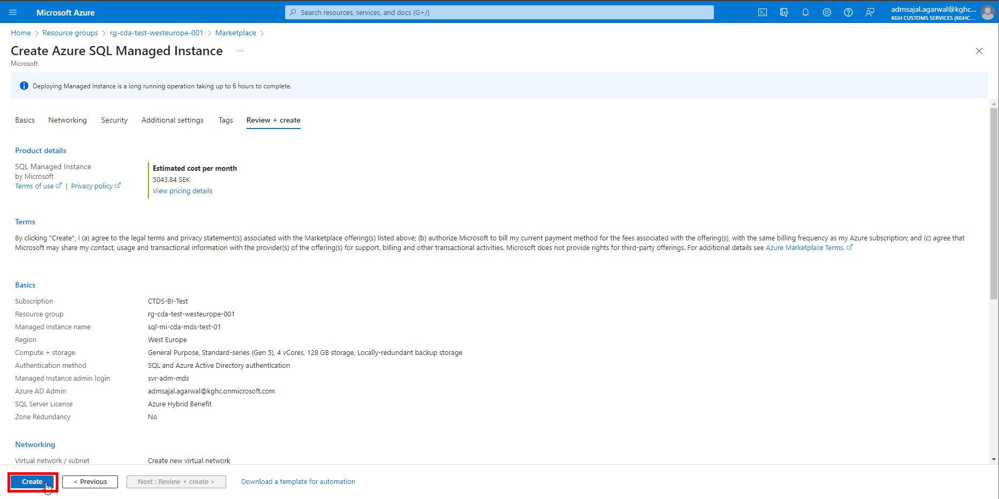 Microsoft Azure
Search resources, services, and docs (G+/)
admsajal.agarwal@kghc...
KGH CUSTOMS SERVICES (KGHC....
Home > Resource groups > rg-cda-test-westeurope-001 > Marketplace >
Create Azure SQL Managed Instance ...
Microsoft
Deploying Managed Instance is a long running operation taking up to 6 hours to complete.
Basics Networking Security Additional settings Tags Review + create
Product details
SQL Managed Instance
by Microsoft
Terms of use | Privacy policy
Estimated cost per month
5043.84 SEK
View pricing details
Terms
By clicking "Create", I (a) agree to the legal terms and privacy statement(s) associated with the Marketplace offering(s) listed above; (b) authorize Microsoft to bill my current payment method for the fees associated with the offering(s), with the same billing frequency as my Azure subscription; and (c) agree that
Microsoft may share my contact, usage and transactional information with the provider(s) of the offering(s) for support, billing and other transactional activities. Microsoft does not provide rights for third-party offerings. For additional details see Azure Marketplace Terms.
Basics
Subscription CTDS-BI-Test
Resource group rg-cda-test-westeurope-001
Managed Instance name sql-mi-cda-mds-test-01
Region West Europe
Compute + storage General Purpose, Standard-series (Gen 5), 4 vCores, 128 GB storage, Locally-redundant backup storage
Authentication method SQL and Azure Active Directory authentication
Managed Instance admin login svr-adm-mds
Azure AD Admin admsajal.agarwal@kghc.onmicrosoft.com
SQL Server License Azure Hybrid Benefit
Zone Redundancy No
Networking
Virtual network / subnet Create new virtual network
Create < Previous Next : Review + create > Download a template for automation